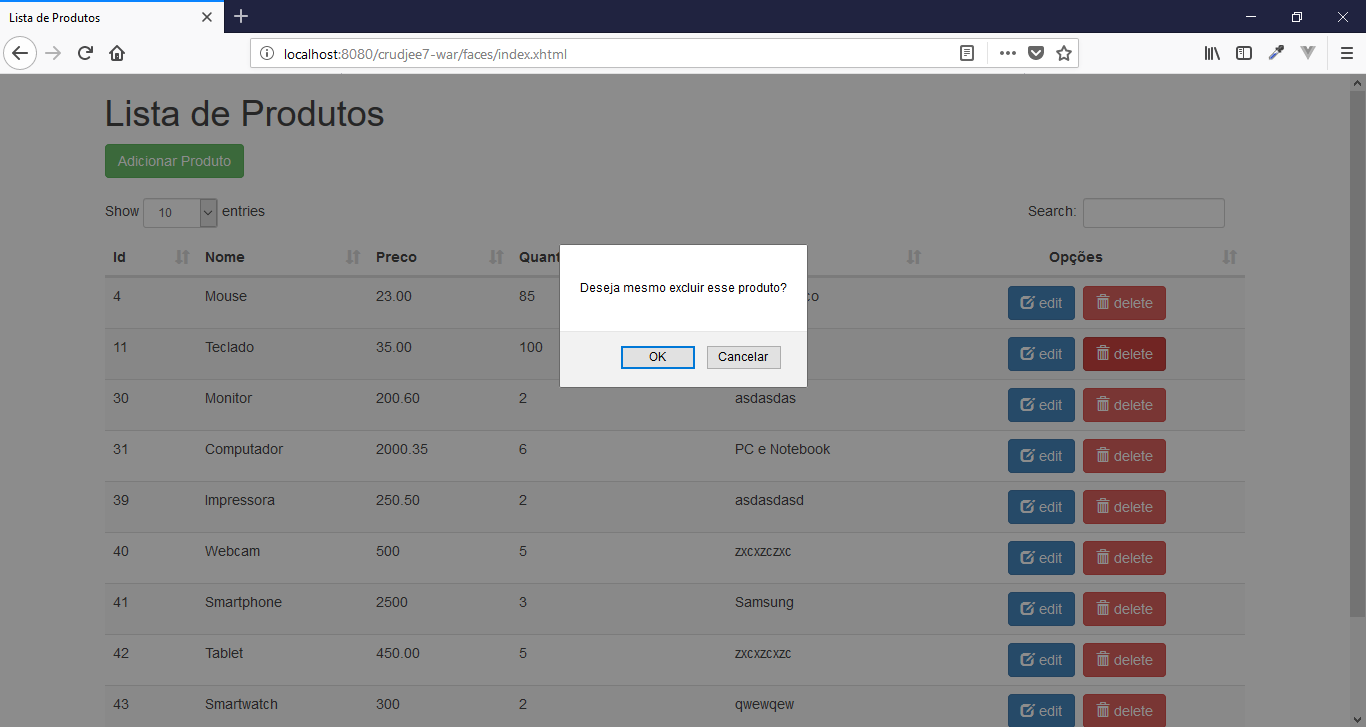 Lista de Produtos
localhost:8080/crudjee7-war/faces/index.xhtml
Lista de Produtos
Adicionar Produto
Show 10 entries Search:
Id Nome Preco Quant Opções
4 Mouse 23.00 85 edit delete
11 Teclado 35.00 100 edit delete
Deseja mesmo excluir esse produto?
OK Cancelar
30 Monitor 200.60 2 asdasdas edit delete
31 Computador 2000.35 6 PC e Notebook edit delete
39 Impressora 250.50 2 asdasdasd edit delete
40 Webcam 500 5 zxcxzczxc edit delete
41 Smartphone 2500 3 Samsung edit delete
42 Tablet 450.00 5 zxcxzcxzc edit delete
43 Smartwatch 300 2 qwewqew edit delete